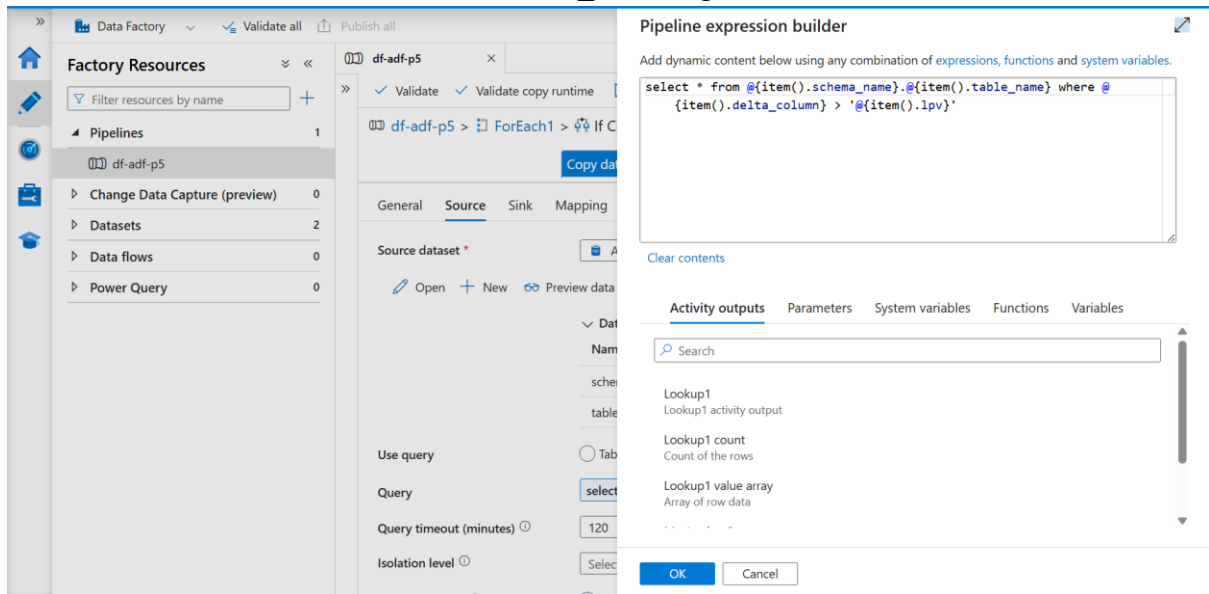 Data Factory
Validate all
Publish all
Factory Resources
Filter resources by name
Pipelines 1
df-adf-p5
Change Data Capture (preview) 0
Datasets 2
Data flows 0
Power Query 0
df-adf-p5
Validate Validate copy runtime
df-adf-p5 > ForEach1 > If C
Copy dat
General Source Sink Mapping
Source dataset *
Open New Preview data
Dat
Nam
sche
table
Use query Tab
Query select
Query timeout (minutes) 120
Isolation level Selec
Pipeline expression builder
Add dynamic content below using any combination of expressions, functions and system variables.
select * from @{item().schema_name}.@{item().table_name} where @
{item().delta_column} > '@{item().lpv}'
Clear contents
Activity outputs Parameters System variables Functions Variables
Search
Lookup1
Lookup1 activity output
Lookup1 count
Count of the rows
Lookup1 value array
Array of row data
OK Cancel